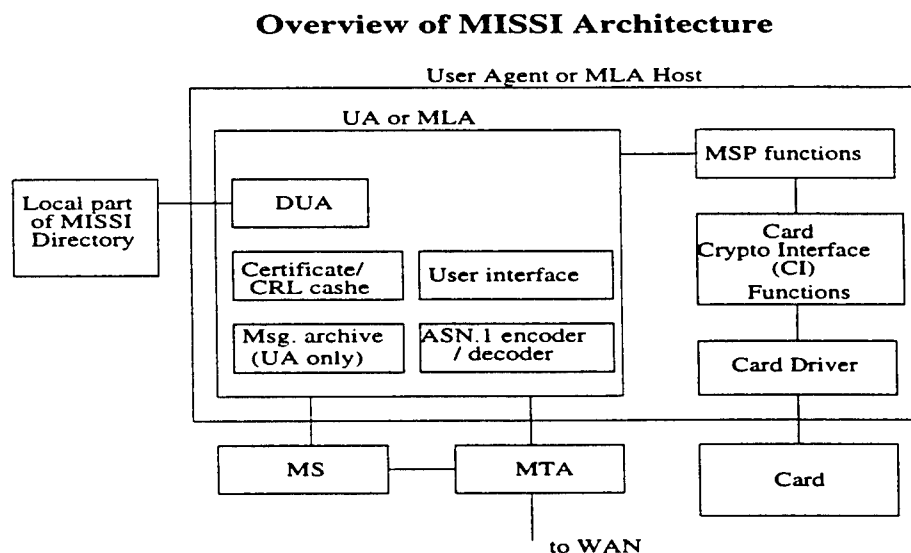 Overview of MISSI Architecture
User Agent or MLA Host
UA or MLA
MSP functions
Local part
of MISSI
Directory
DUA
Card
Crypto Interface
(CI)
Functions
Certificate/
CRL cashe
User interface
Msg. archive
(UA only)
ASN.1 encoder
/ decoder
Card Driver
MS
MTA
Card
to WAN